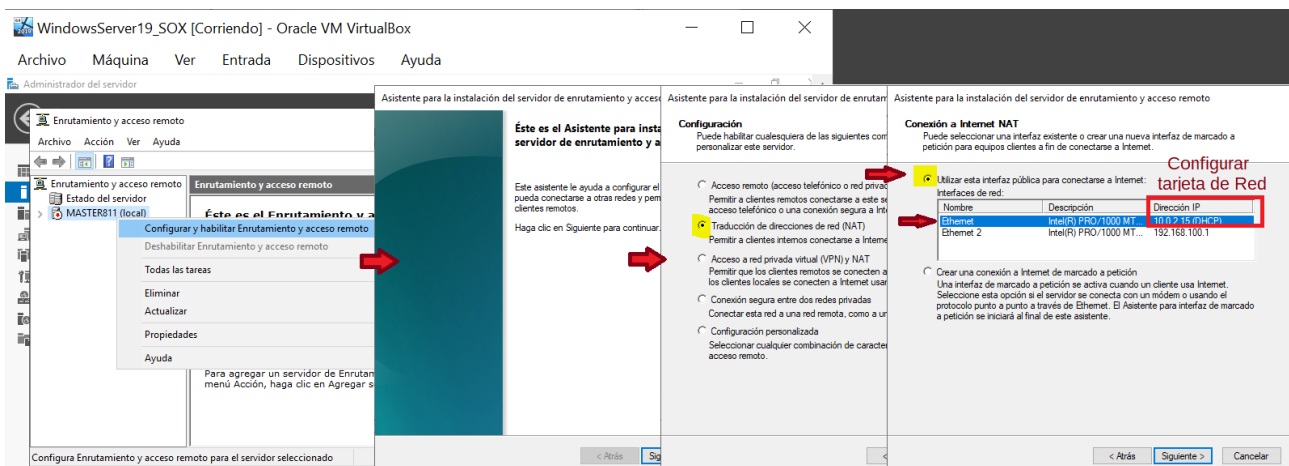 WindowsServer19_SOX [Corriendo] - Oracle VM VirtualBox
Archivo Máquina Ver Entrada Dispositivos Ayuda
Administrador del servidor
Enrutamiento y acceso remoto
Archivo Acción Ver Ayuda
Enrutamiento y acceso remoto
Estado del servidor
MASTER811 (local)
Enrutamiento y acceso remoto
Éste es el Enrutamiento y a
Configurar y habilitar Enrutamiento y acceso remoto
Deshabilitar Enrutamiento y acceso remoto
Todas las tareas
Eliminar
Actualizar
Propiedades
Ayuda
Para agregar un servidor de Enrutam
menú Acción, haga clic en Agregar s
Configura Enrutamiento y acceso remoto para el servidor seleccionado
Asistente para la instalación del servidor de enrutamiento y acceso
Éste es el Asistente para insta
servidor de enrutamiento y a
Este asistente le ayuda a configurar el
pueda conectarse a otras redes y perm
clientes remotos.
Haga clic en Siguiente para continuar.
< Atrás Sig
Asistente para la instalación del servidor de enrutam
Configuración
Puede habilitar cualesquiera de las siguientes com
personalizar este servidor.
Acceso remoto (acceso telefónico o red privad
Permitir a clientes remotos conectarse a este se
acceso telefónico o una conexión segura a Inte
Traducción de direcciones de red (NAT)
Permitir a clientes internos conectarse a Interne
Acceso a red privada virtual (VPN) y NAT
Permitir que los clientes remotos se conecten a
los clientes locales se conecten a Internet usar
Conexión segura entre dos redes privadas
Conectar esta red a una red remota, como a ur
Configuración personalizada
Seleccionar cualquier combinación de caracter
acceso remoto.
<
Asistente para la instalación del servidor de enrutamiento y acceso remoto
Conexión a Internet NAT
Puede seleccionar una interfaz existente o crear una nueva interfaz de marcado a
petición para equipos clientes a fin de conectarse a Internet.
Configurar
tarjeta de Red
Utilizar esta interfaz pública para conectarse a Internet:
Interfaces de red:
Nombre Descripción Dirección IP
Ethernet Intel(R) PRO/1000 MT... 10.0.2.15 (DHCP)
Ethernet 2 Intel(R) PRO/1000 MT... 192.168.100.1
Crear una conexión a Internet de marcado a petición
Una interfaz de marcado a petición se activa cuando un cliente usa Internet.
Seleccione esta opción si el servidor se conecta con un módem o usando el
protocolo punto a punto a través de Ethernet. El Asistente para interfaz de marcado
a petición se iniciará al final de este asistente.
< Atrás Siguiente > Cancelar